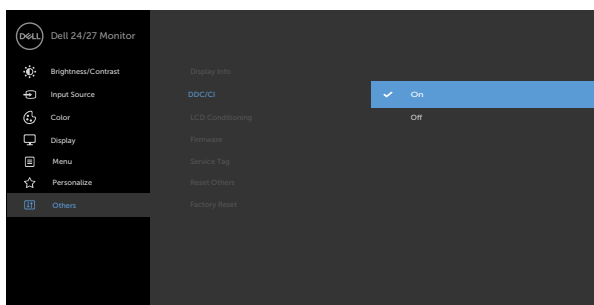 DELL Dell 24/27 Monitor
Brightness/Contrast
Input Source
Color
Display
Menu
Personalize
Others
Display Info
DDC/CI
LCD Conditioning
Firmware
Service Tag
Reset Others
Factory Reset
On
Off